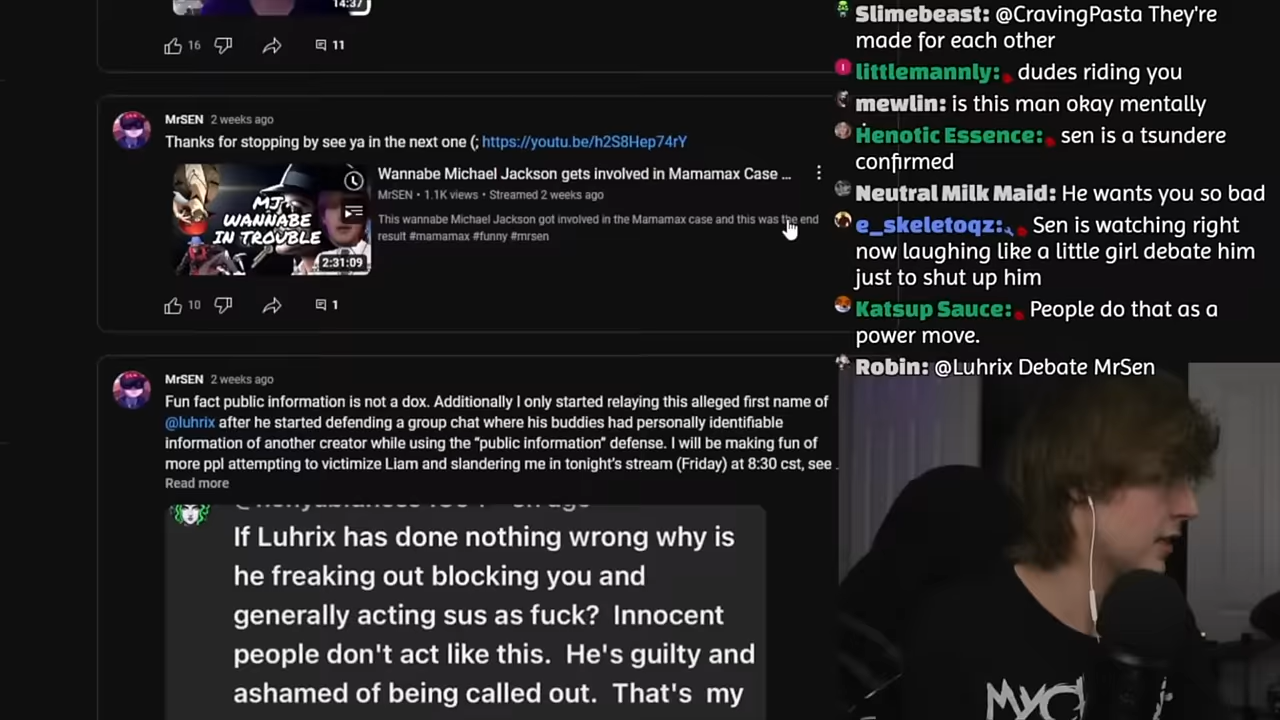 14:37
16
11
MrSEN 2 weeks ago
Thanks for stopping by see ya in the next one (; https://youtu.be/h2S8Hep74rY
MJ
WANNABE
IN TROUBLE
2:31:09
Wannabe Michael Jackson gets involved in Mamamax Case ...
MrSEN • 1.1K views • Streamed 2 weeks ago
This wannabe Michael Jackson got involved in the Mamamax case and this was the end
result #mamamax #funny #mrsen
10
1
MrSEN 2 weeks ago
Fun fact public information is not a dox. Additionally I only started relaying this alleged first name of
@luhrix after he started defending a group chat where his buddies had personally identifiable
information of another creator while using the “public information” defense. I will be making fun of
more ppl attempting to victimize Liam and slandering me in tonight's stream (Friday) at 8:30 cst, see .
Read more
If Luhrix has done nothing wrong why is
he freaking out blocking you and
generally acting sus as fuck? Innocent
people don't act like this. He's guilty and
ashamed of being called out. That's my
Slimebeast: @CravingPasta They're
made for each other
littlemannly: dudes riding you
mewlin: is this man okay mentally
Henotic Essence: sen is a tsundere
confirmed
Neutral Milk Maid: He wants you so bad
e_skeletoqz: Sen is watching right
now laughing like a little girl debate him
just to shut up him
Katsup Sauce: People do that as a
power move.
Robin: @Luhrix Debate MrSen